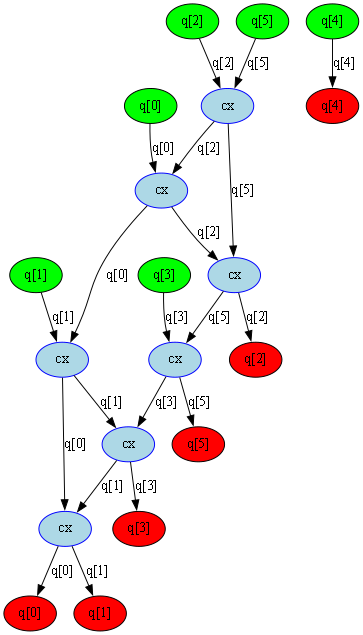 q[2] q[5] q[4]
q[2] q[5] q[4]
q[0] cx q[4]
q[0] q[2]
cx q[5]
q[2]
q[1] q[3] q[0] cx
q[1] q[3] q[5] q[2]
cx cx q[2]
q[1] q[3] q[5]
q[0] cx q[5]
q[1] q[3]
cx q[3]
q[0] q[1]
q[0] q[1]